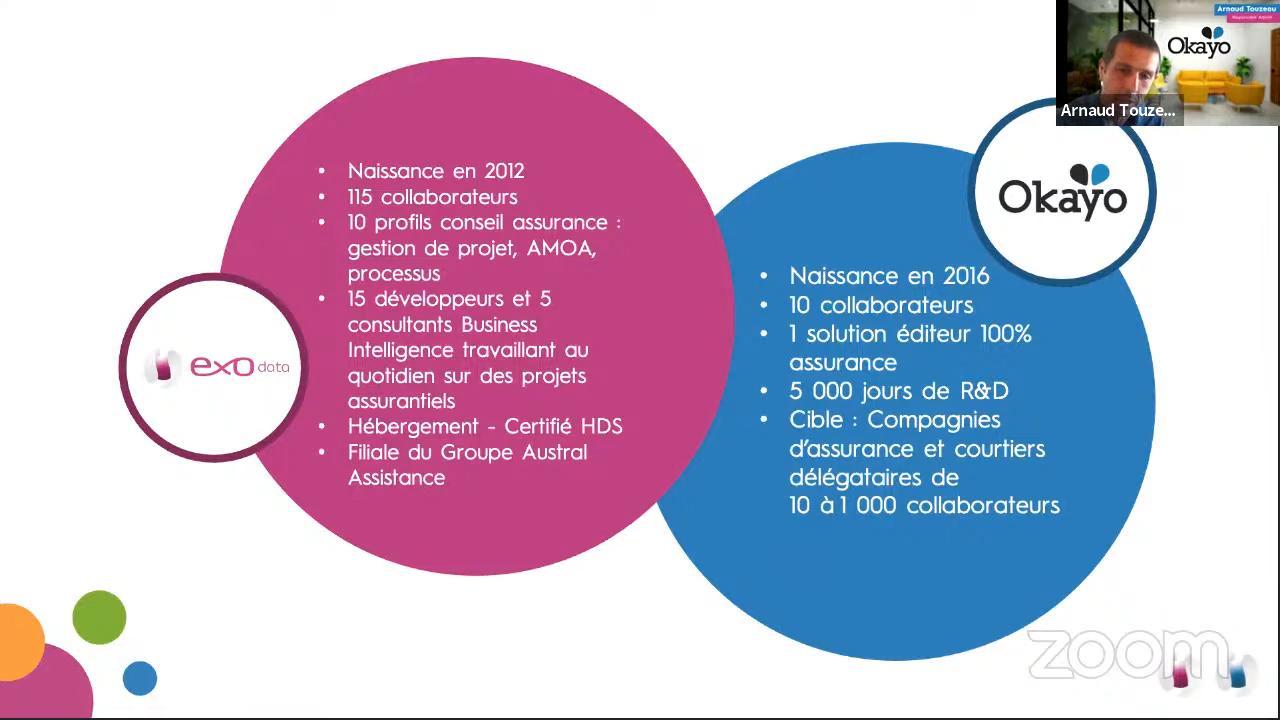 Arnaud Touzeau
Okayo
Arnaud Touze...
• Naissance en 2012
• 115 collaborateurs
• 10 profils conseil assurance :
gestion de projet, AMOA,
processus
• 15 développeurs et 5
consultants Business
Intelligence travaillant au
quotidien sur des projets
assurantiels
• Hébergement - Certifié HDS
• Filiale du Groupe Austral
Assistance
exo data
Okayo
• Naissance en 2016
• 10 collaborateurs
• 1 solution éditeur 100%
assurance
• 5 000 jours de R&D
• Cible : Compagnies
d'assurance et courtiers
délégataires de
10 à 1 000 collaborateurs
zoom